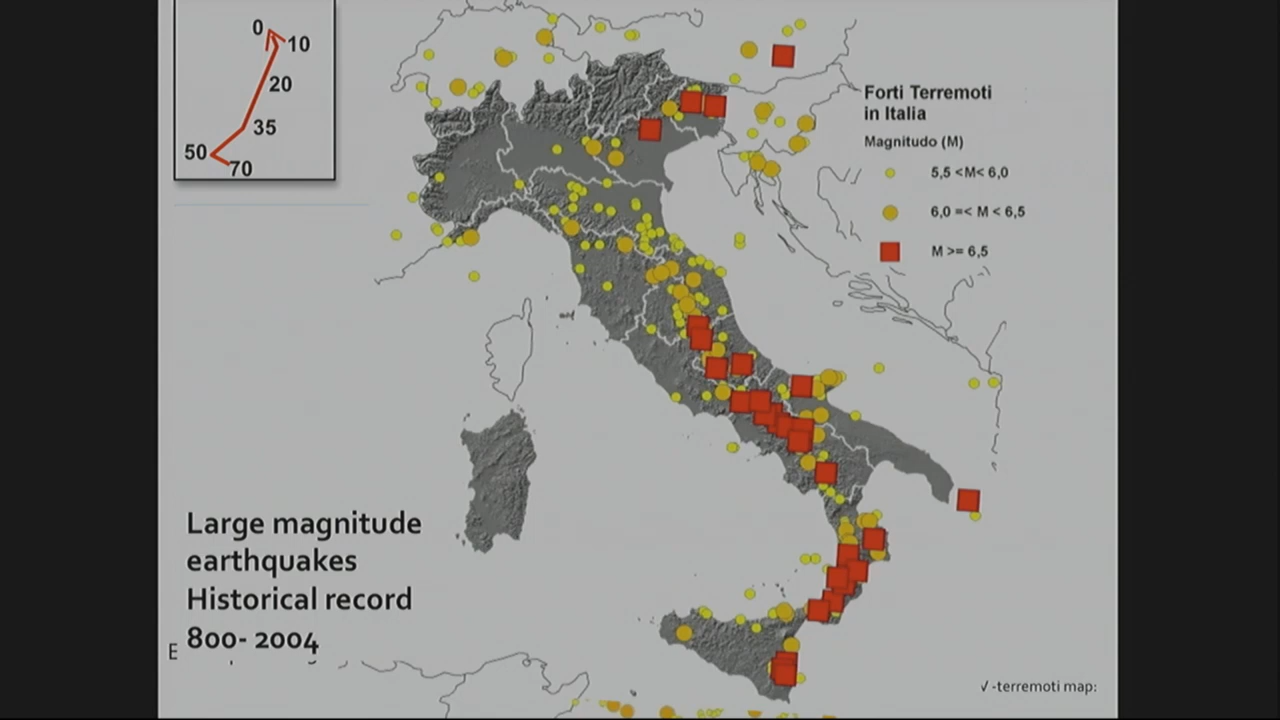 0
10
20
35
50
70
Forti Terremoti
in Italia
Magnitudo (M)
5,5 <M< 6,0
6,0 =< M < 6,5
M >= 6,5
Large magnitude
earthquakes
Historical record
800- 2004
E
√ -terremoti map: